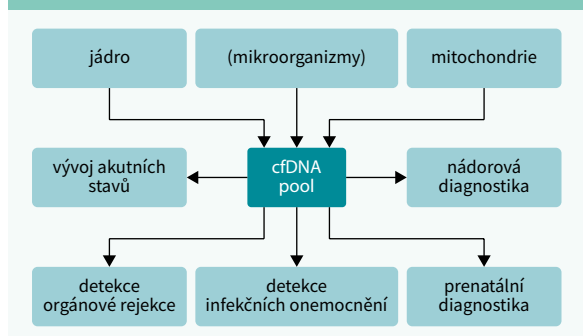 jádro
(mikroorganizmy)
mitochondrie
vývoj akutních
stavů
cfDNA
pool
nádorová
diagnostika
detekce
orgánové rejekce
detekce
infekčních onemocnění
prenatální
diagnostika